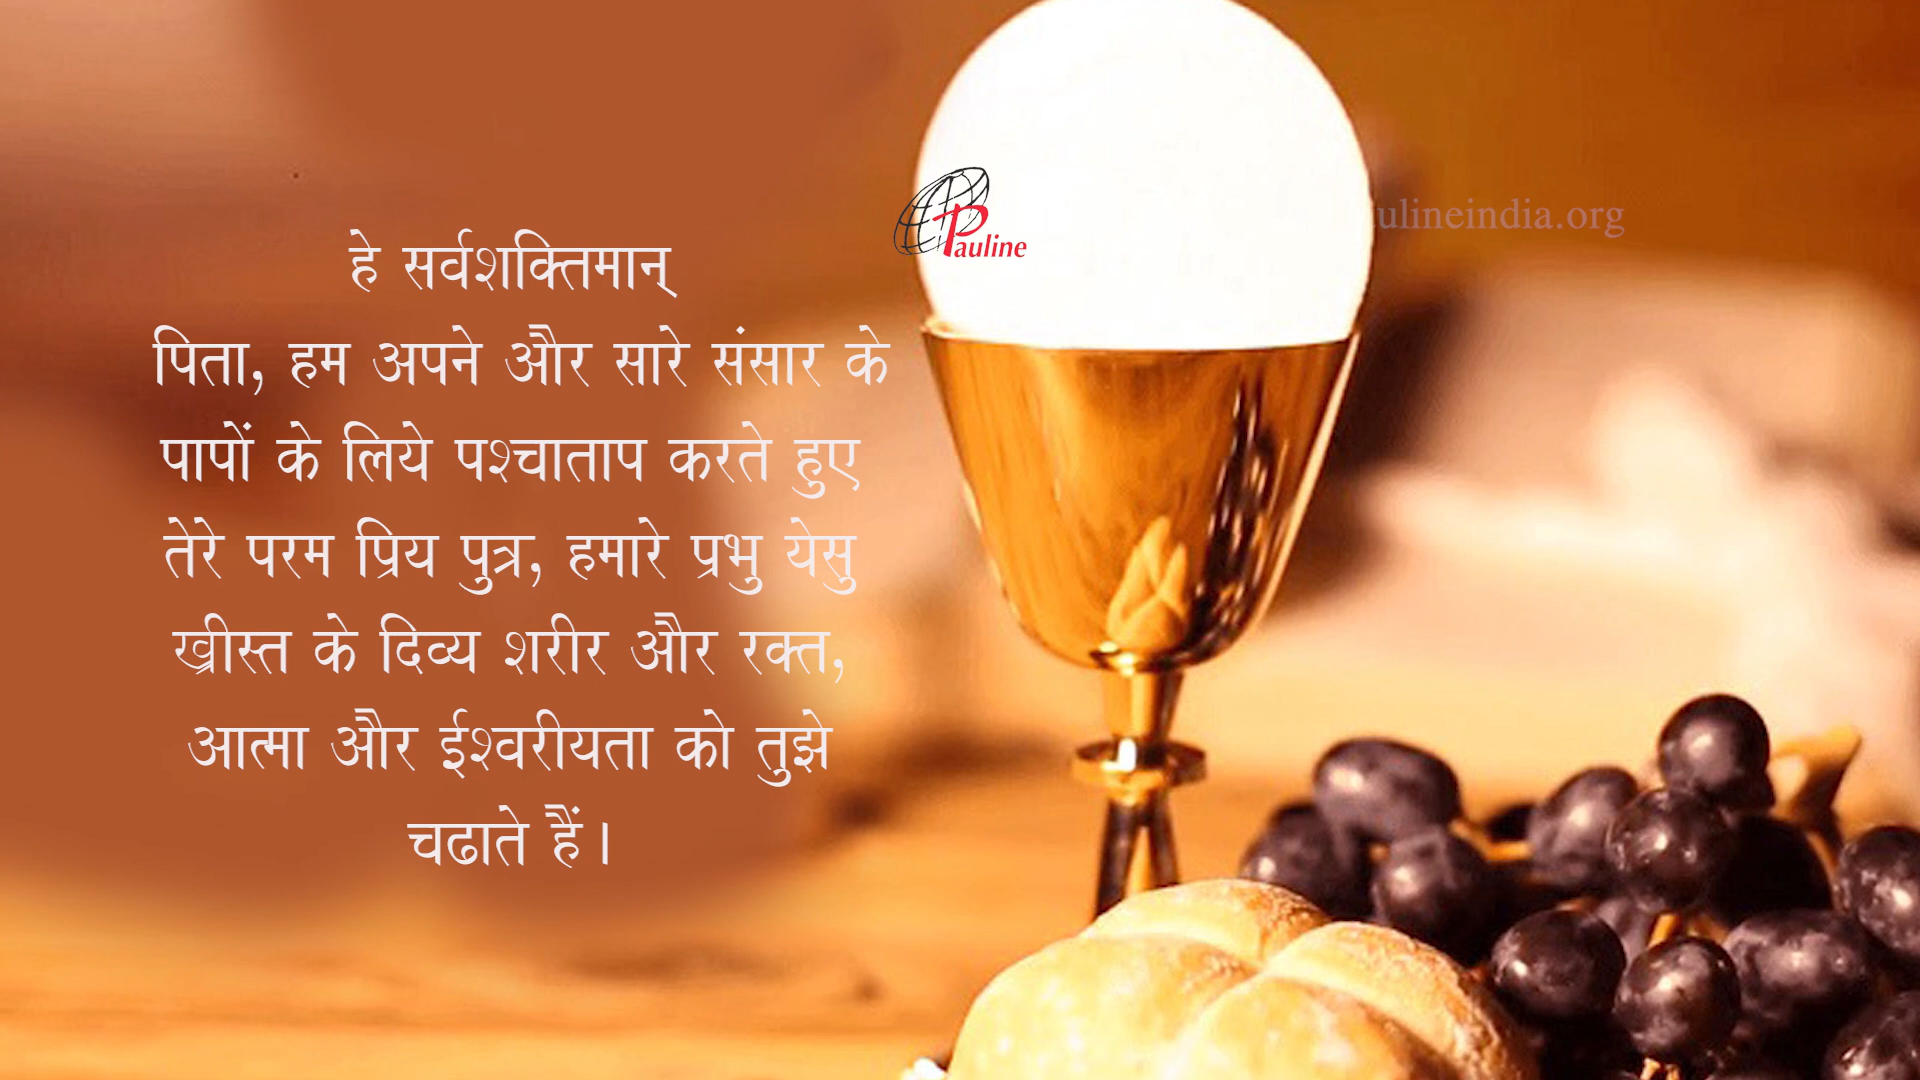 हे सर्वशक्तिमान्
पिता, हम अपने और सारे संसार के
पापों के लिये पश्चाताप करते हुए
तेरे परम प्रिय पुत्र, हमारे प्रभु येसु
ख्रीस्त के दिव्य शरीर और रक्त,
आत्मा और ईश्वरीयता को तुझे
चढाते हैं।
Pauline
ulineindia.org